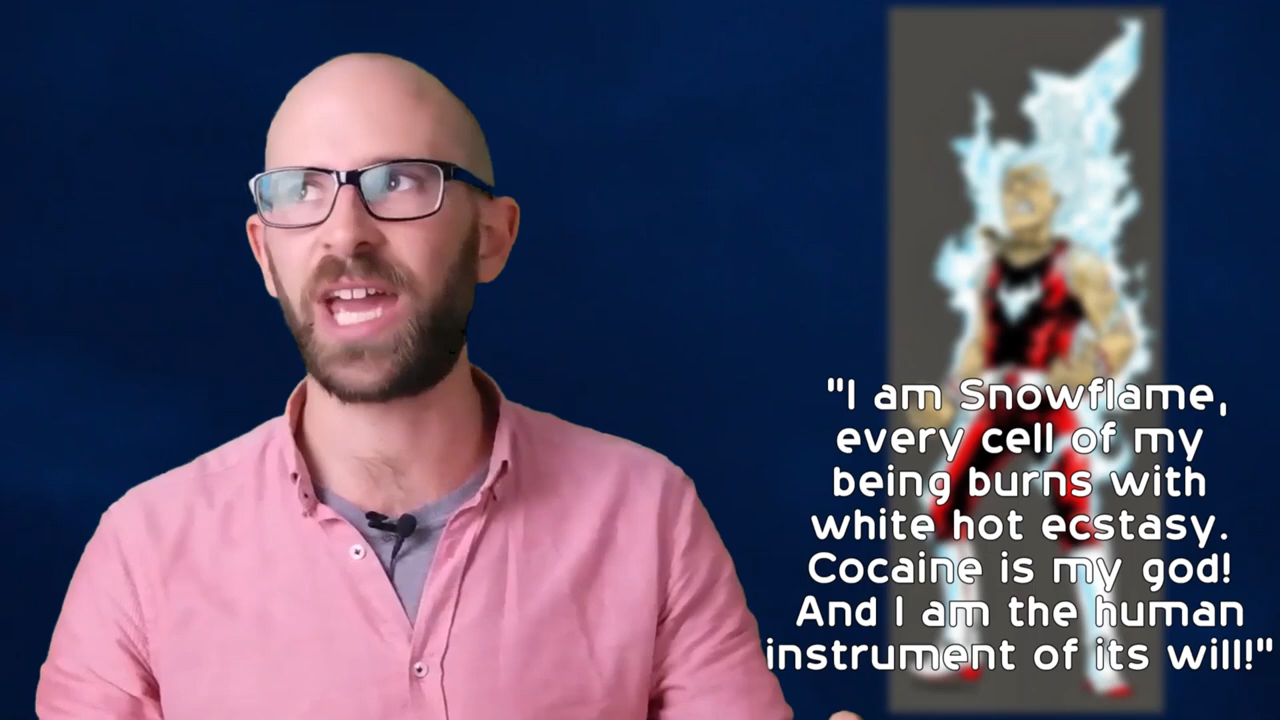 "I am Snowflame,
every cell of my
being burns with
white hot ecstasy.
Cocaine is my god!
And I am the human
instrument of its will!"